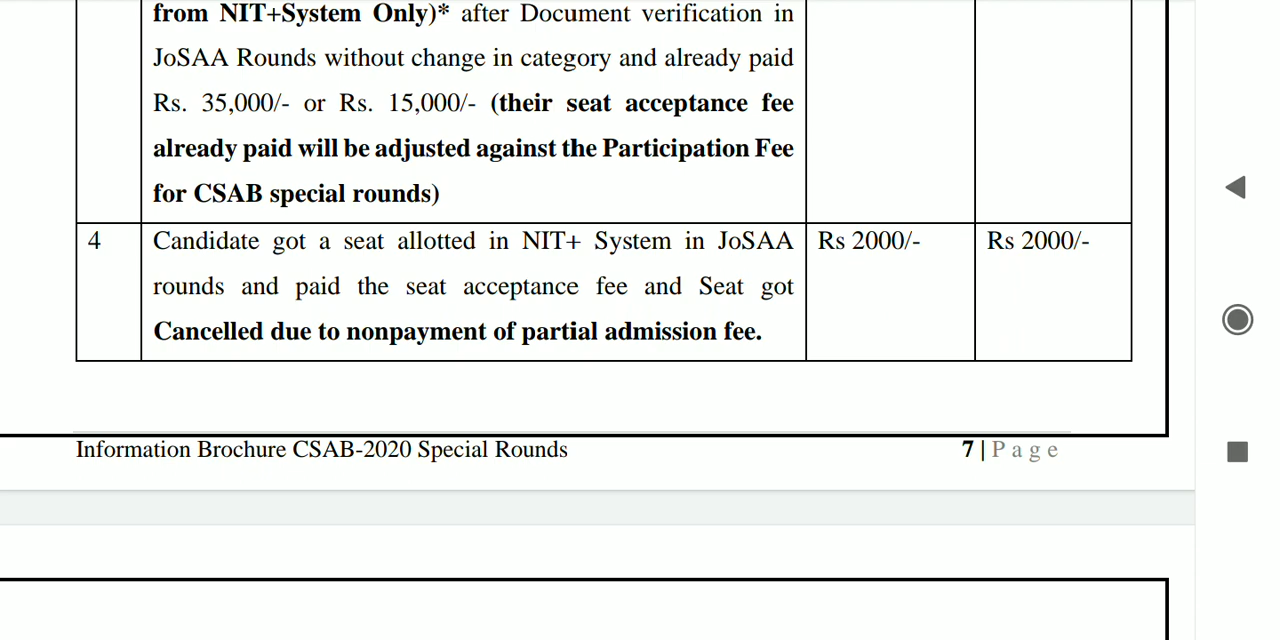 from NIT+System Only)* after Document verification in
JoSAA Rounds without change in category and already paid
Rs. 35,000/- or Rs. 15,000/- (their seat acceptance fee
already paid will be adjusted against the Participation Fee
for CSAB special rounds)
4 Candidate got a seat allotted in NIT+ System in JoSAA Rs 2000/- Rs 2000/-
rounds and paid the seat acceptance fee and Seat got
Cancelled due to nonpayment of partial admission fee.
Information Brochure CSAB-2020 Special Rounds 7 | P a g e